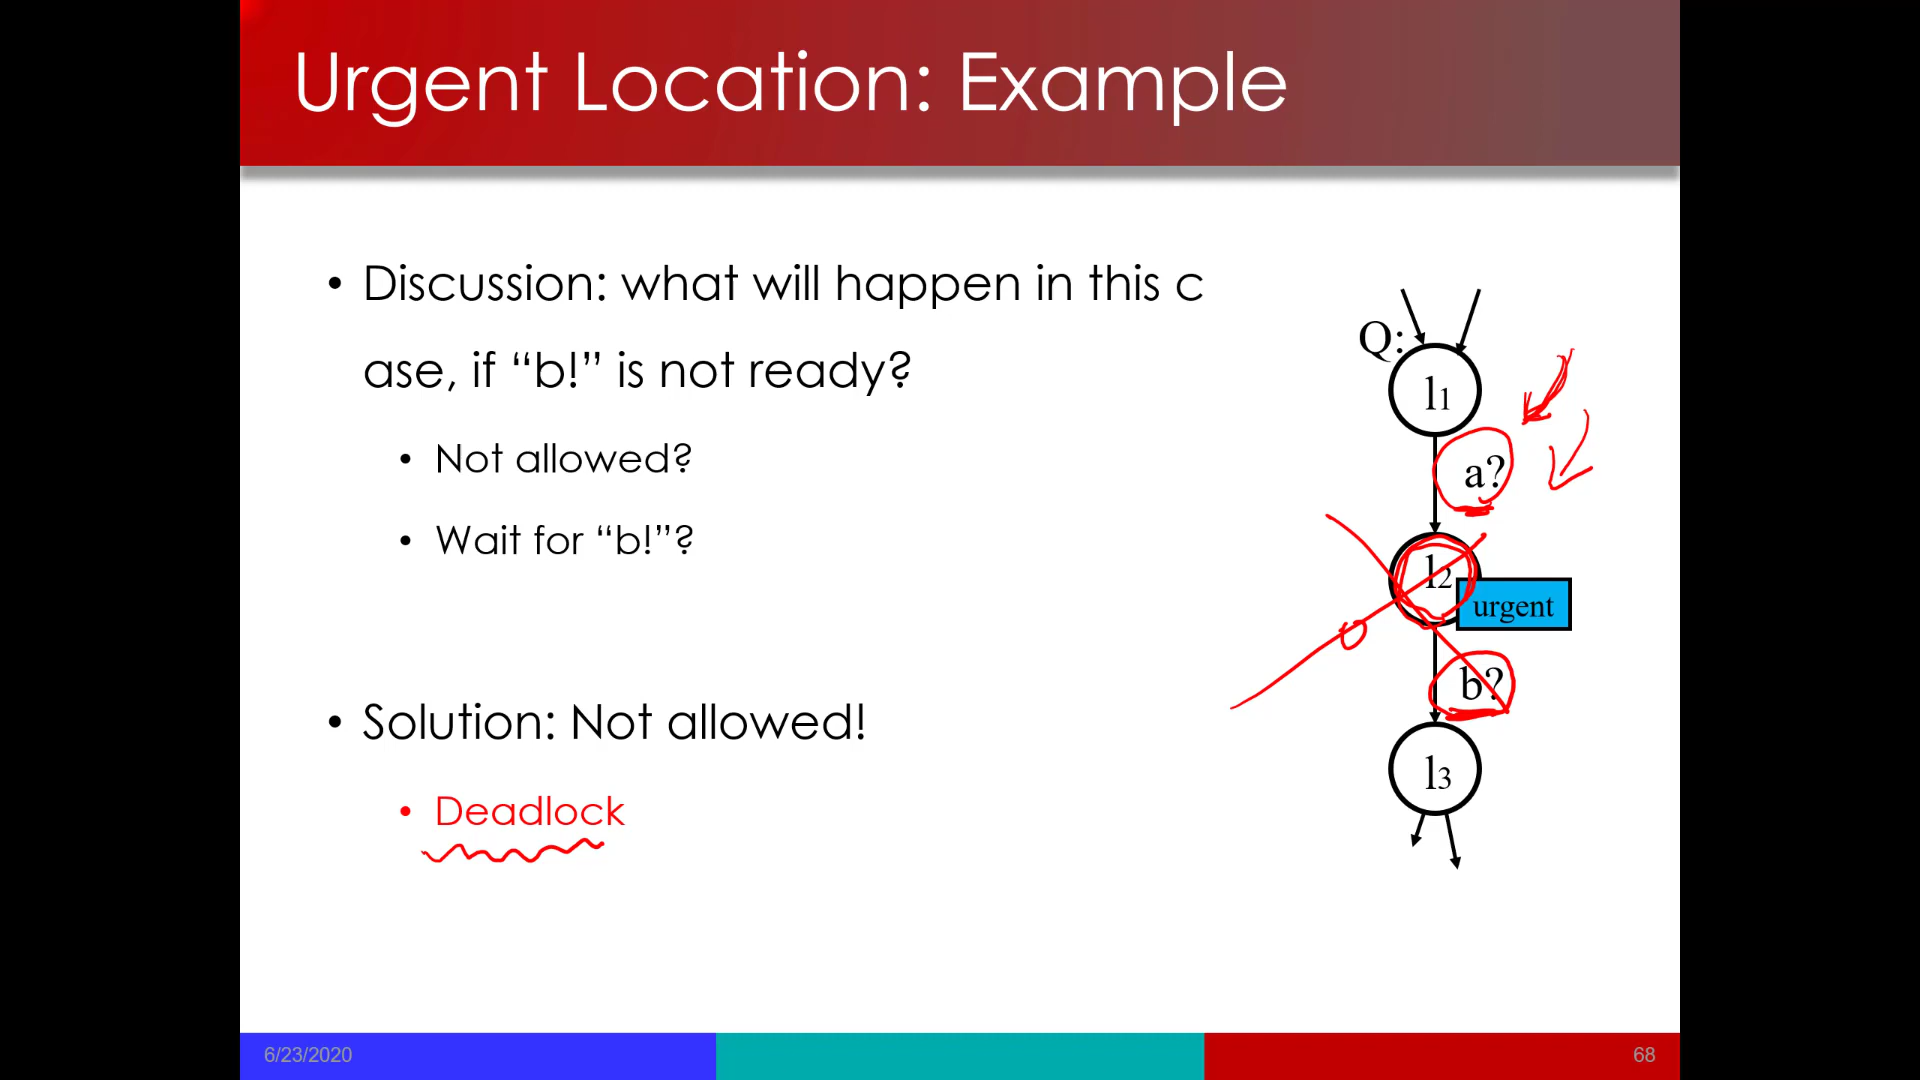 Urgent Location: Example
• Discussion: what will happen in this c
ase, if “b!” is not ready?
• Not allowed?
• Wait for “b!”?
• Solution: Not allowed!
• Deadlock
Q:
l1
a?
l2
urgent
b?
l3
6/23/2020
68